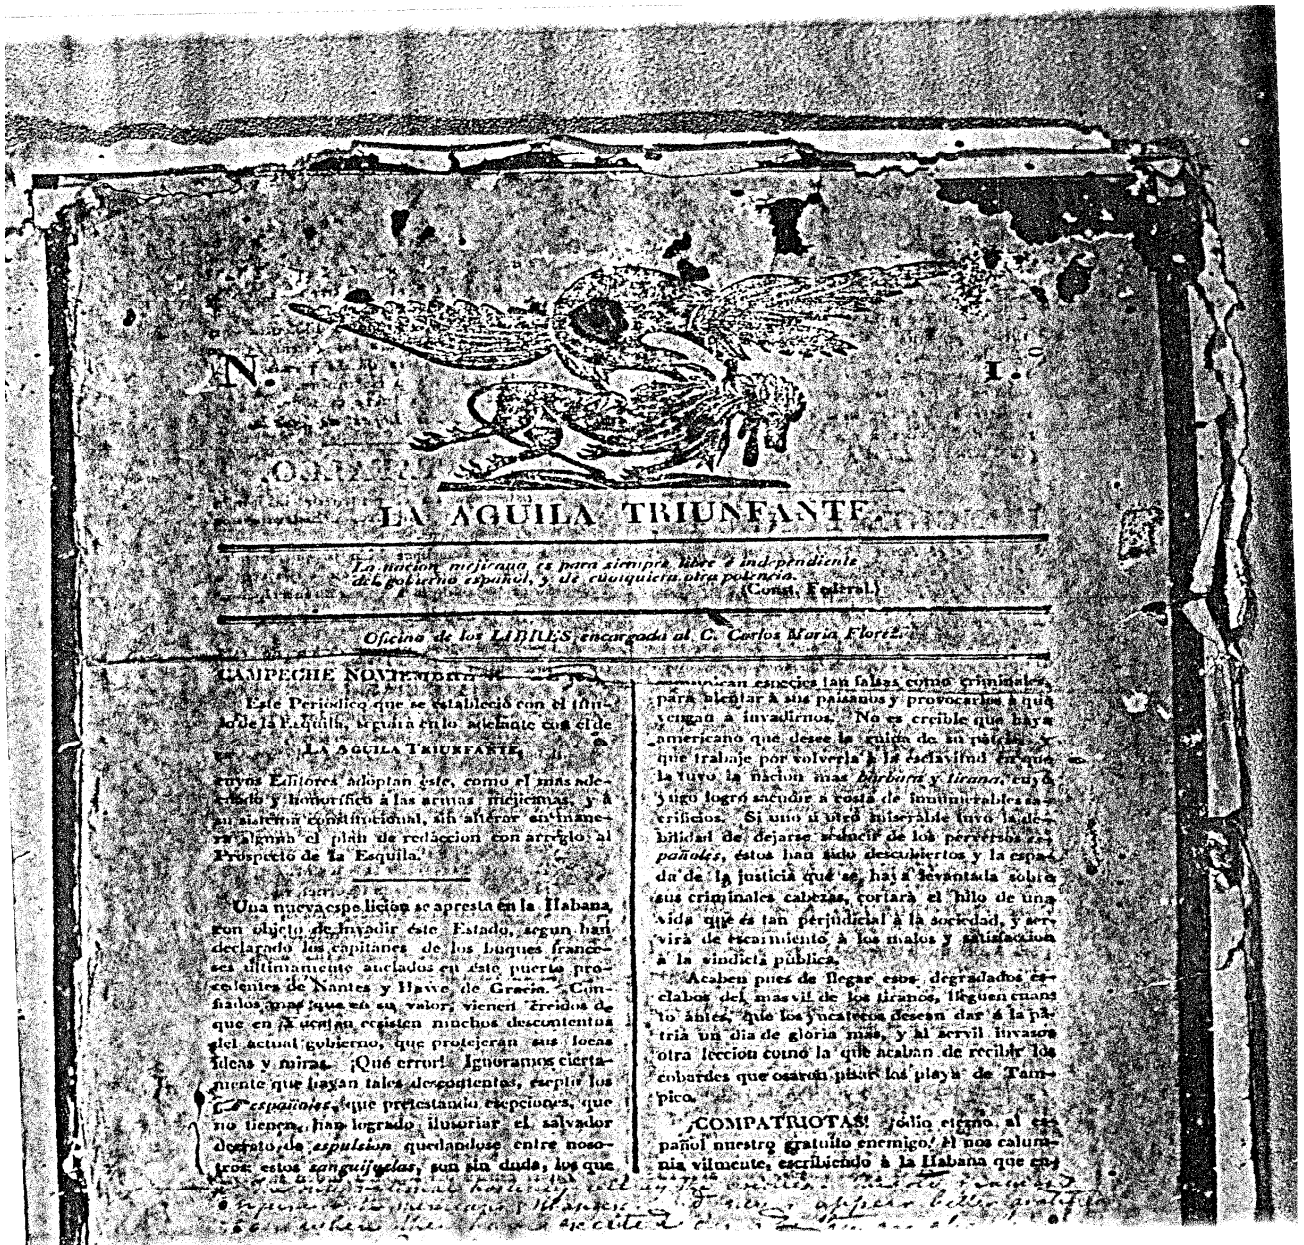 N.
1.º
LA AGUILA TRIUNFANTE.
La nacion mejicana es para siempre libre é independiente
del gobierno español, y de cualquiera otra potencia.
(Const. Federal.)
Oficina de los LIBRES, encargada al C. Carlos Maria Florez.
CAMPECHE NOVIEMBRE
Este Periodico que se estableció con el títu-
lo de la Esquila, seguirá en lo adelante con el de
LA AGUILA TRIUNFANTE,
cuyos Editores adoptan este, como el mas ade-
cuado y honorífico á las armas mejicanas, y á
su sistema constitucional, sin alterar en mane-
ra alguna el plan de redaccion con arreglo al
Prospecto de la Esquila.
Una nueva espedicion se apresta en la Habana
con objeto de invadir este Estado, segun han
declarado los capitanes de los buques france-
ses ultimamente anclados en este puerto pro-
cedentes de Nantes y Havre de Gracia. Con-
fiados mas que en su valor, vienen creidos de
que en Yucatan ecsisten muchos descontentos
del actual gobierno, que protejerán sus locas
ideas y miras. ¡Qué error! Ignoramos cierta-
mente que hayan tales descontentos, escepto los
españoles, que pretestando escepciones, que
no tienen, han logrado ilusoriar el salvador
decreto de espulsion quedandose entre noso-
tros: estos sanguijuelas, son sin duda, los que
especies tan falsas como criminales,
para alentar á sus paisanos y provocarlos á que
vengan á invadirnos. No es creible que haya
americano que desee la ruida de su patria, y
que trabaje por volverla á la esclavitud en que
la tuvo la nacion mas bárbara y tirana, cuyo
yugo logró sacudir á costa de innumerables sa-
crificios. Si uno ú otro miserable tuvo la de-
bilidad de dejarse seducir de los perversos es-
pañoles, éstos han sido descubiertos y la espa-
da de la justicia que se haya levantada sobre
sus criminales cabezas, cortará el hilo de una
vida que es tan perjudicial á la sociedad, y ser-
virá de escarmiento á los malos y satisfaccion
á la vindicta pública.
Acaben pues de llegar esos degradados es-
clabos del mas vil de los tiranos, lleguen cuan
to ántes, que los yucatecos desean dar á la pá-
tria un dia de gloria mas, y al servil invasor
otra leccion como la que acaban de recibir los
cobardes que osaron pisar las playa de Tam-
pico.
¡COMPATRIOTAS! ¡ódio eterno al es-
pañol nuestro gratuito enemigo! él nos calum-
nia vilmente, escribiendo á la Habana que en-